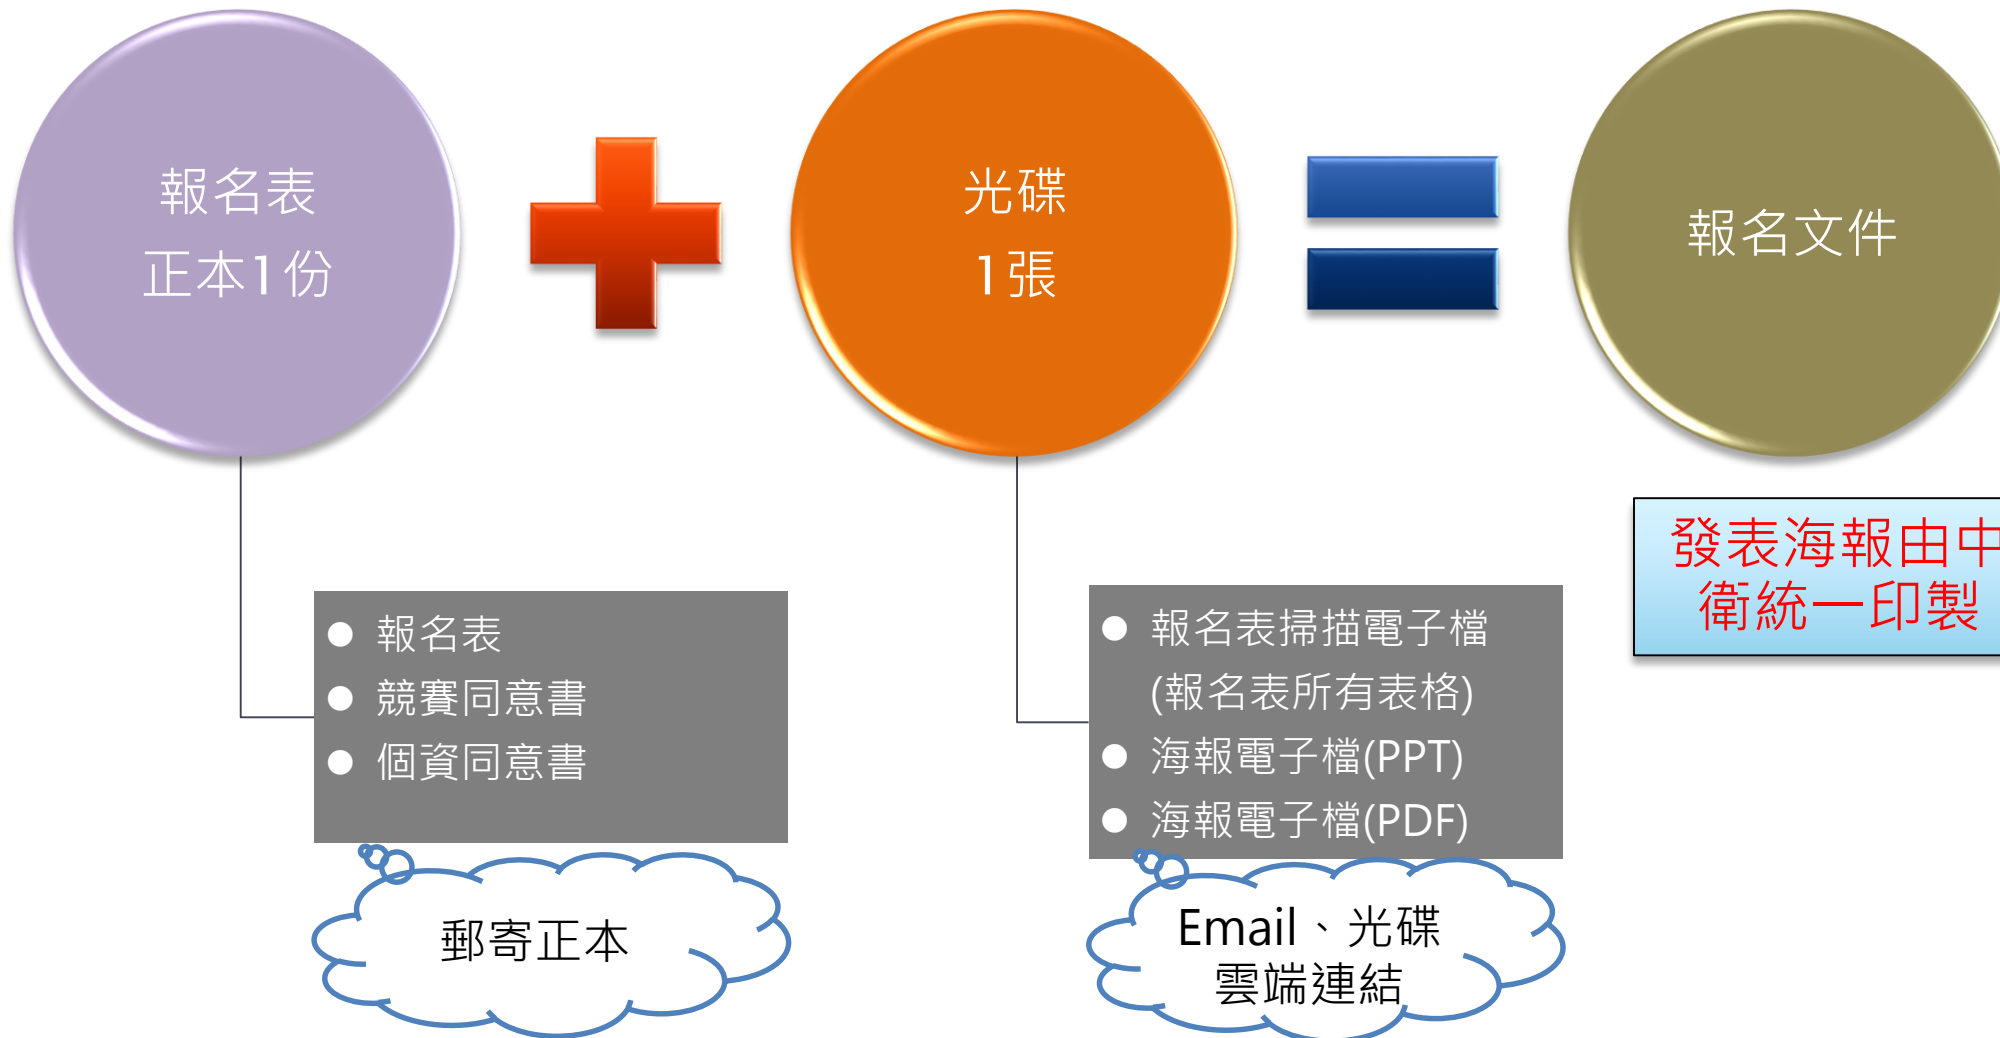 報名表
正本1份
光碟
1張
報名文件
發表海報由中
衛統一印製
● 報名表
● 競賽同意書
● 個資同意書
● 報名表掃描電子檔
(報名表所有表格)
● 海報電子檔(PPT)
● 海報電子檔(PDF)
郵寄正本
Email、光碟
雲端連結